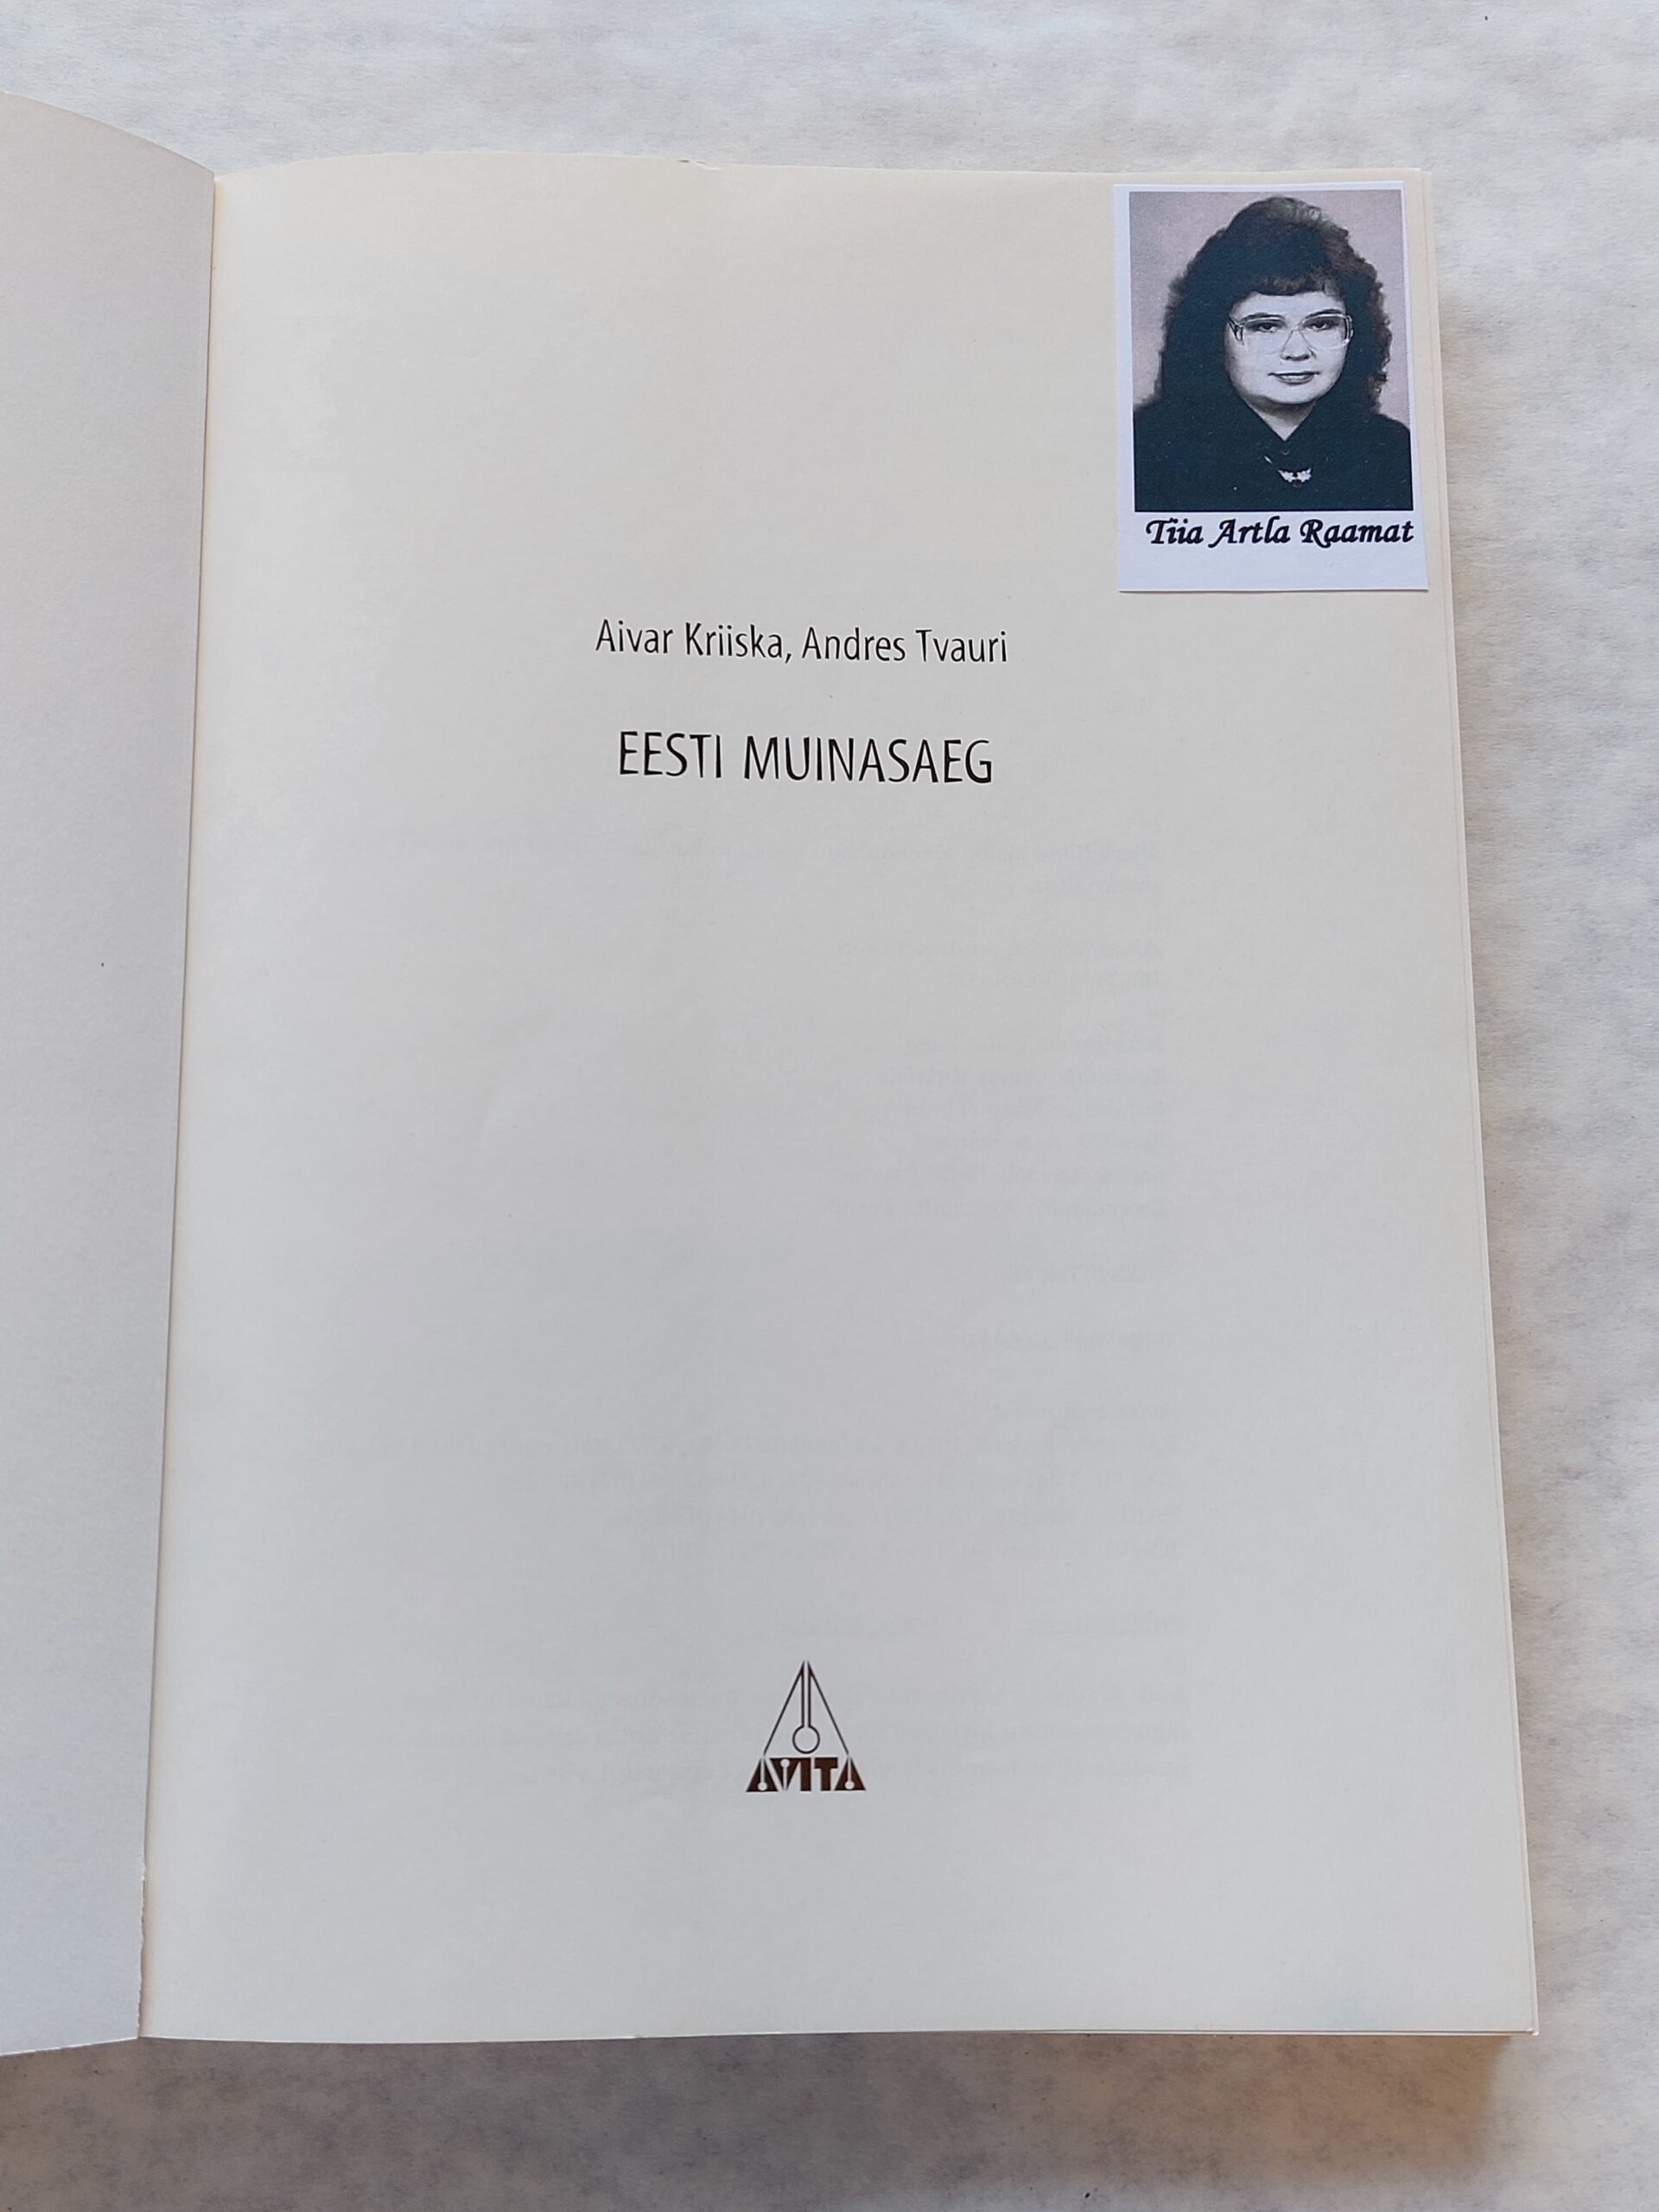 Tiia Artla Raamat
Aivar Kriiska, Andres Tvauri
EESTI MUINASAEG
AVITA